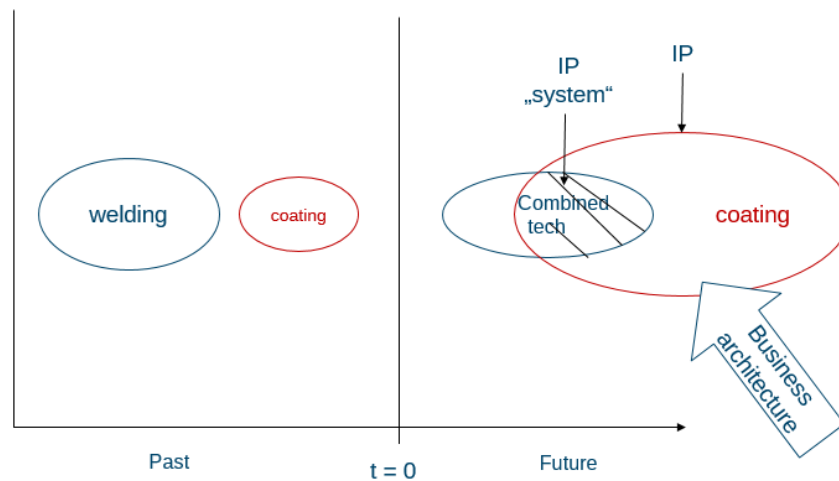 IP
„system“
IP
welding
coating
Combined
tech
coating
Business
architecture
Past
t = 0
Future